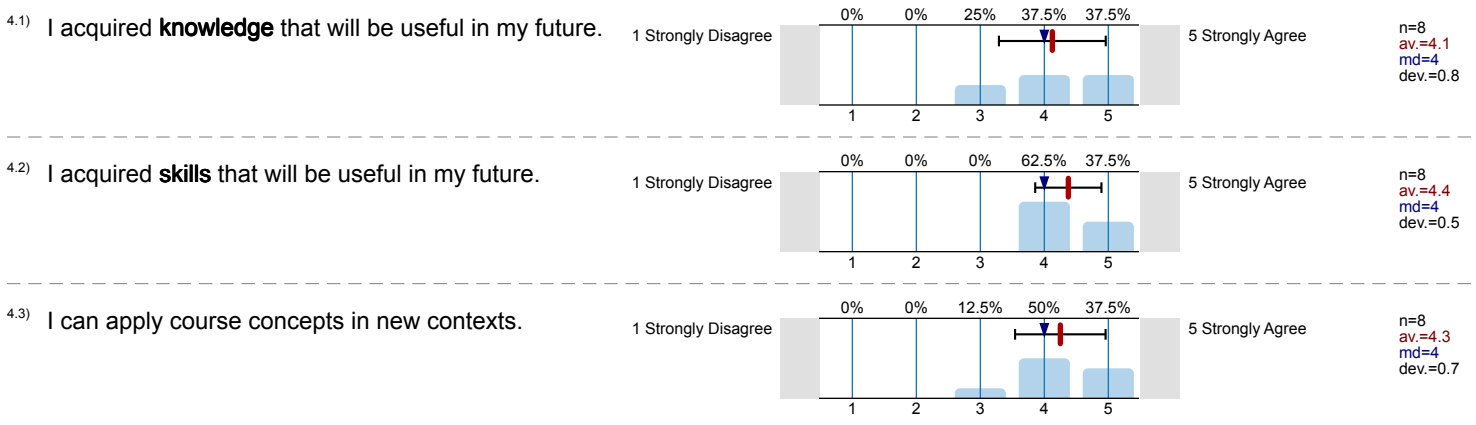 4.1) I acquired knowledge that will be useful in my future.
1 Strongly Disagree
0% 0% 25% 37.5% 37.5%
1 2 3 4 5
5 Strongly Agree
n=8
av.=4.1
md=4
dev.=0.8
4.2) I acquired skills that will be useful in my future.
1 Strongly Disagree
0% 0% 0% 62.5% 37.5%
1 2 3 4 5
5 Strongly Agree
n=8
av.=4.4
md=4
dev.=0.5
4.3) I can apply course concepts in new contexts.
1 Strongly Disagree
0% 0% 12.5% 50% 37.5%
1 2 3 4 5
5 Strongly Agree
n=8
av.=4.3
md=4
dev.=0.7